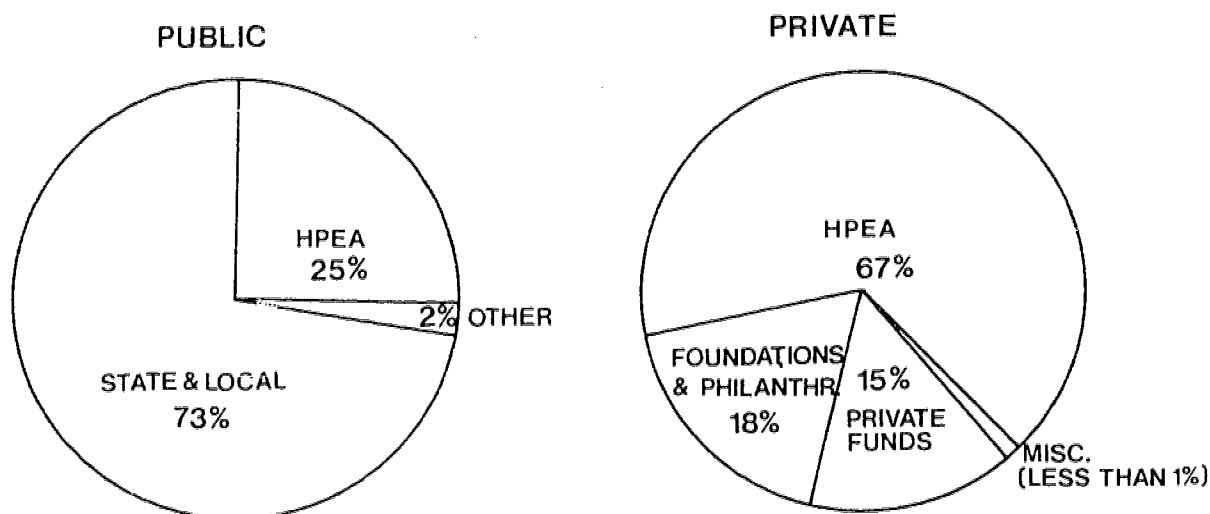 PUBLIC
HPEA
25%
2% OTHER
STATE & LOCAL
73%
PRIVATE
HPEA
67%
FOUNDATIONS
& PHILANTHR.
18%
15%
PRIVATE
FUNDS
MISC.
(LESS THAN 1%)